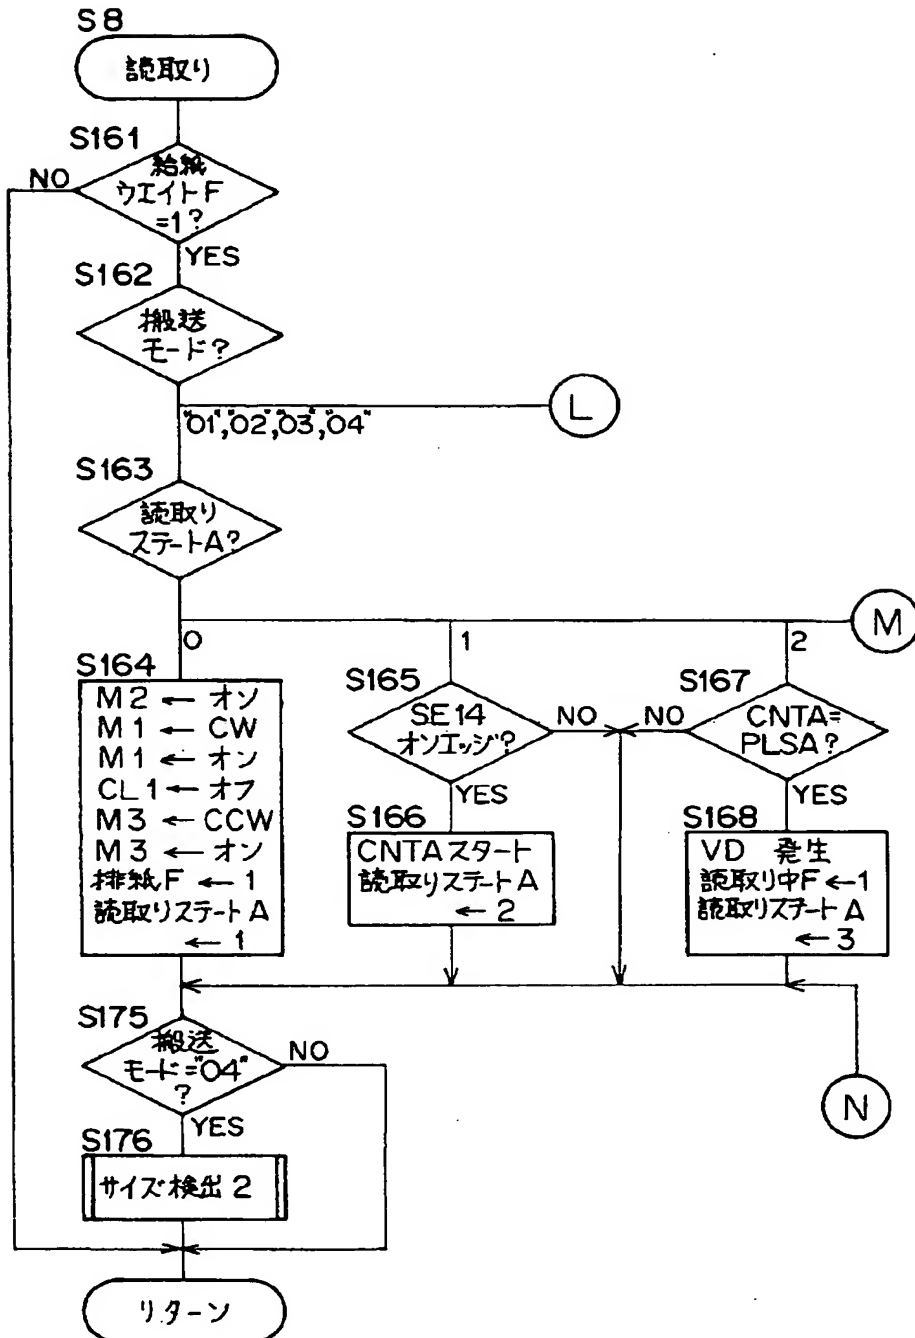 S8
読取り
S161
給紙
ウエイトF
=1?
NO
YES
S162
搬送
モード?
"01","02","03","04"
L
S163
読取り
ステートA?
M
0
1
2
S164
M2 ← オン
M1 ← CW
M1 ← オン
CL1 ← オフ
M3 ← CCW
M3 ← オン
排紙F ← 1
読取りステートA
← 1
S165
SE14
オンエッジ?
NO
YES
S166
CNTAスタート
読取りステートA
← 2
S167
CNTA=
PLSA?
NO
YES
S168
VD 発生
読取り中F←1
読取りステートA
← 3
S175
搬送
モード="04"
?
NO
YES
N
S176
サイズ検出2
リターン